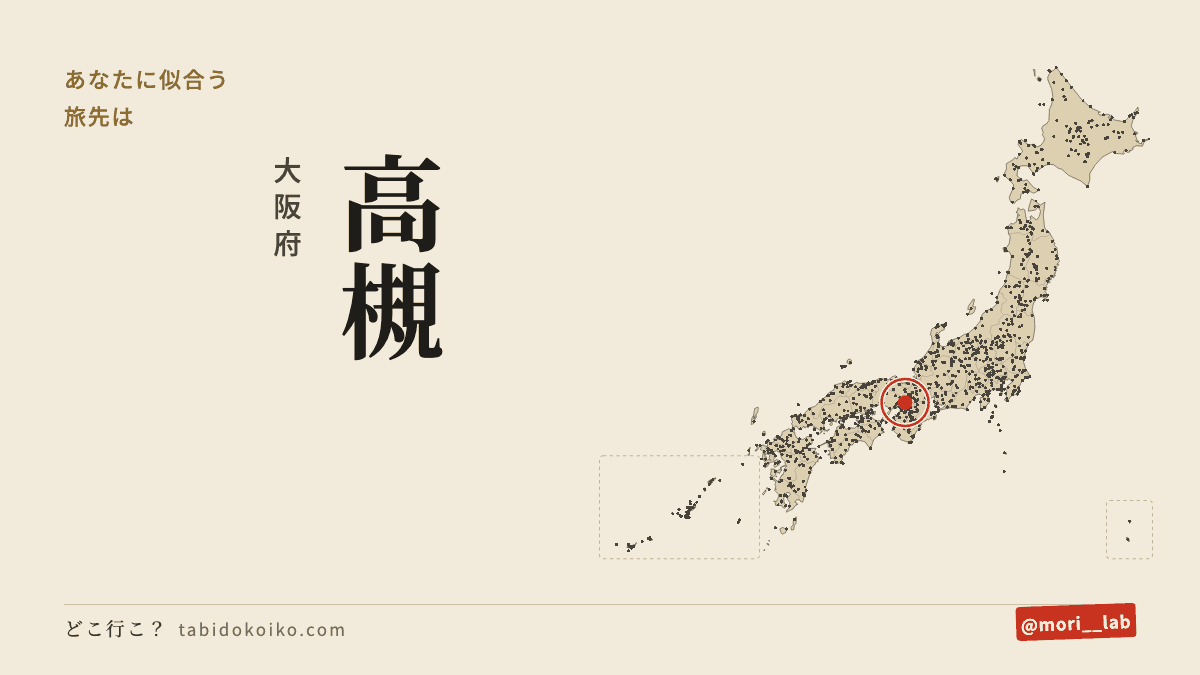 あなたに似合う
旅先は
高槻
大阪府
どこ行こ？ tabidokoiko.com
@mori__lab